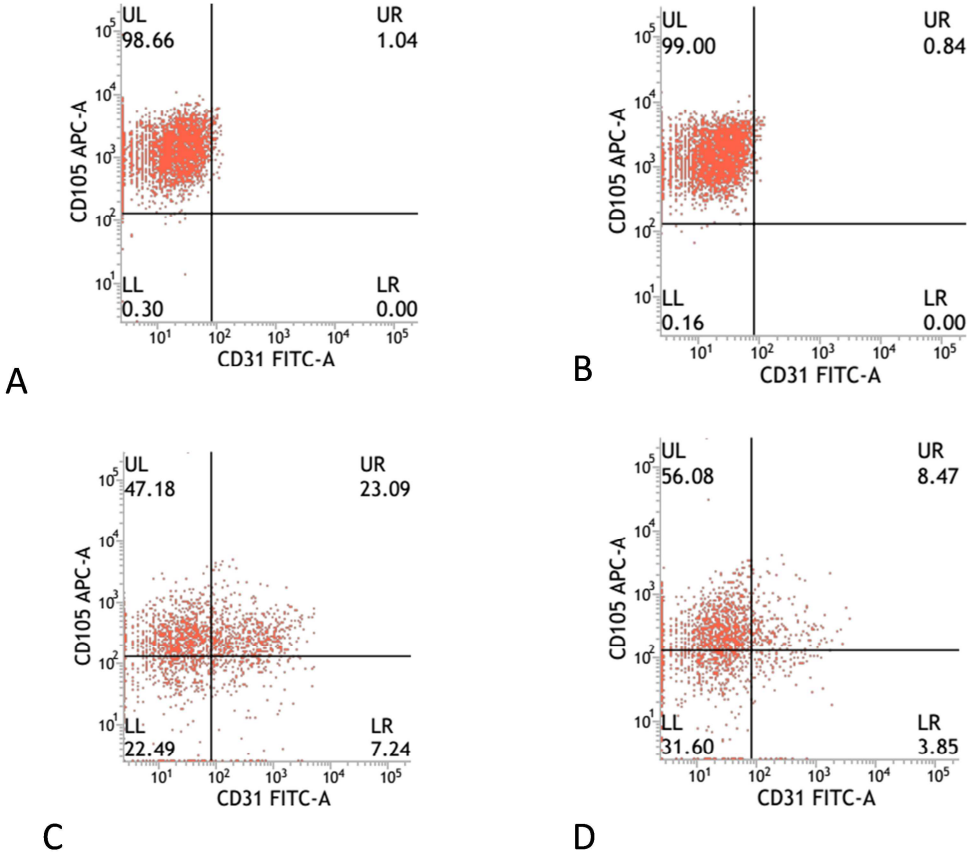 UL UR
98.66 1.04
10^5
10^4
10^3
10^2
10^1
CD105 APC-A
LL LR
0.30 0.00
10^1 10^2 10^3 10^4 10^5
CD31 FITC-A
A
UL UR
99.00 0.84
10^5
10^4
10^3
10^2
10^1
CD105 APC-A
LL LR
0.16 0.00
10^1 10^2 10^3 10^4 10^5
CD31 FITC-A
B
UL UR
47.18 23.09
10^5
10^4
10^3
10^2
10^1
CD105 APC-A
LL LR
22.49 7.24
10^1 10^2 10^3 10^4 10^5
CD31 FITC-A
C
UL UR
56.08 8.47
10^5
10^4
10^3
10^2
10^1
CD105 APC-A
LL LR
31.60 3.85
10^1 10^2 10^3 10^4 10^5
CD31 FITC-A
D